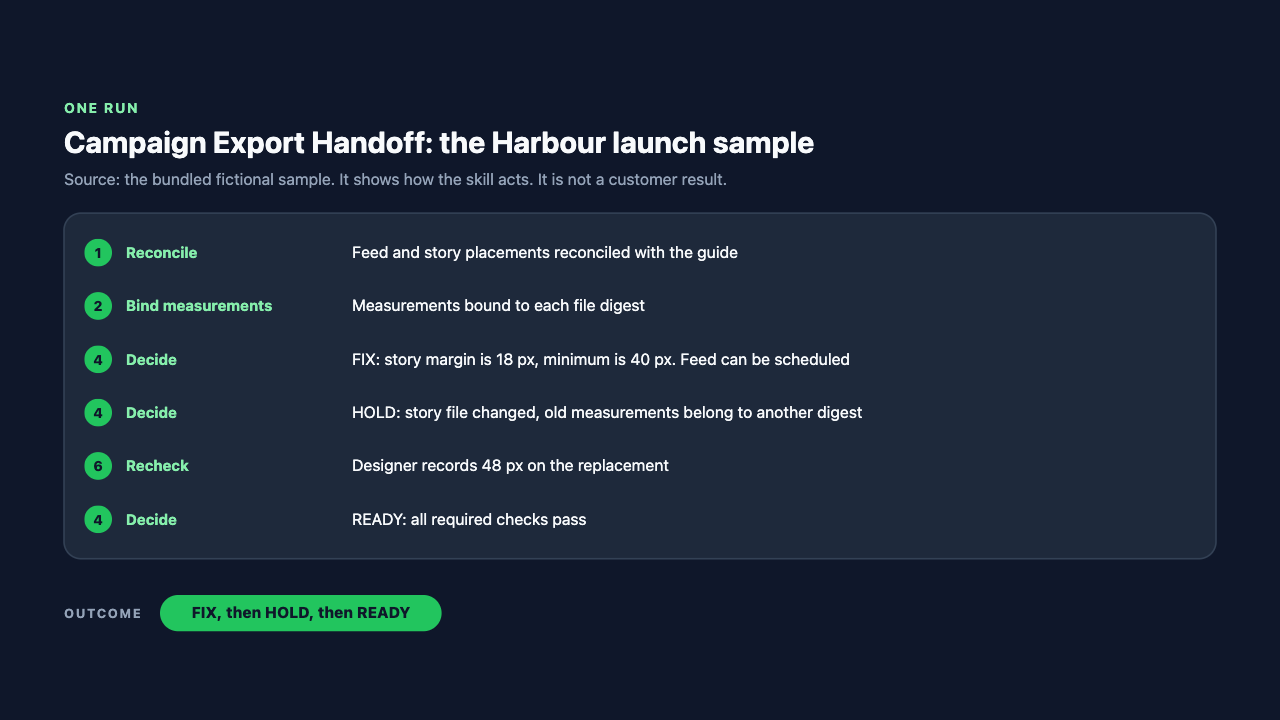 ONE RUN
Campaign Export Handoff: the Harbour launch sample
Source: the bundled fictional sample. It shows how the skill acts. It is not a customer result.
1 Reconcile Feed and story placements reconciled with the guide
2 Bind measurements Measurements bound to each file digest
4 Decide FIX: story margin is 18 px, minimum is 40 px. Feed can be scheduled
4 Decide HOLD: story file changed, old measurements belong to another digest
6 Recheck Designer records 48 px on the replacement
4 Decide READY: all required checks pass
OUTCOME FIX, then HOLD, then READY